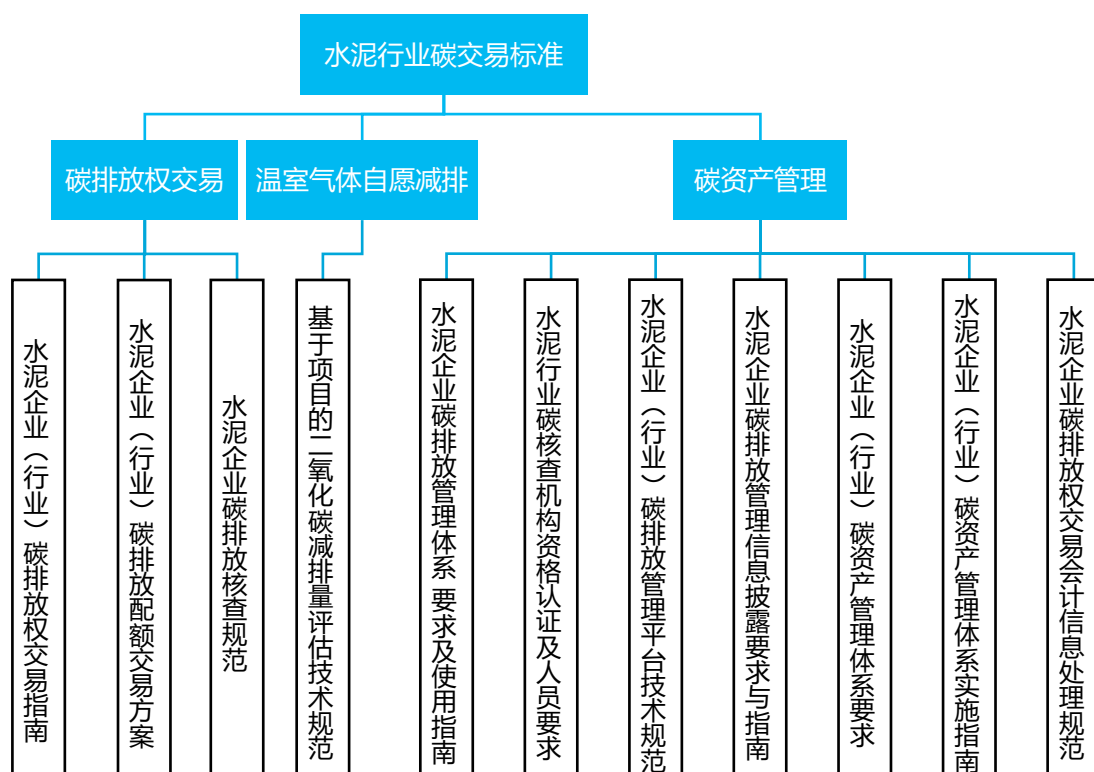 水泥行业碳交易标准
碳排放权交易
温室气体自愿减排
碳资产管理
水泥企业（行业）碳排放权交易指南
水泥企业（行业）碳排放配额交易方案
水泥企业碳排放核查规范
基于项目的二氧化碳减排量评估技术规范
水泥企业碳排放管理体系 要求及使用指南
水泥行业碳核查机构资格认证及人员要求
水泥企业（行业）碳排放管理平台技术规范
水泥企业碳排放管理信息披露要求与指南
水泥企业（行业）碳资产管理体系要求
水泥企业（行业）碳资产管理体系实施指南
水泥企业碳排放权交易会计信息处理规范